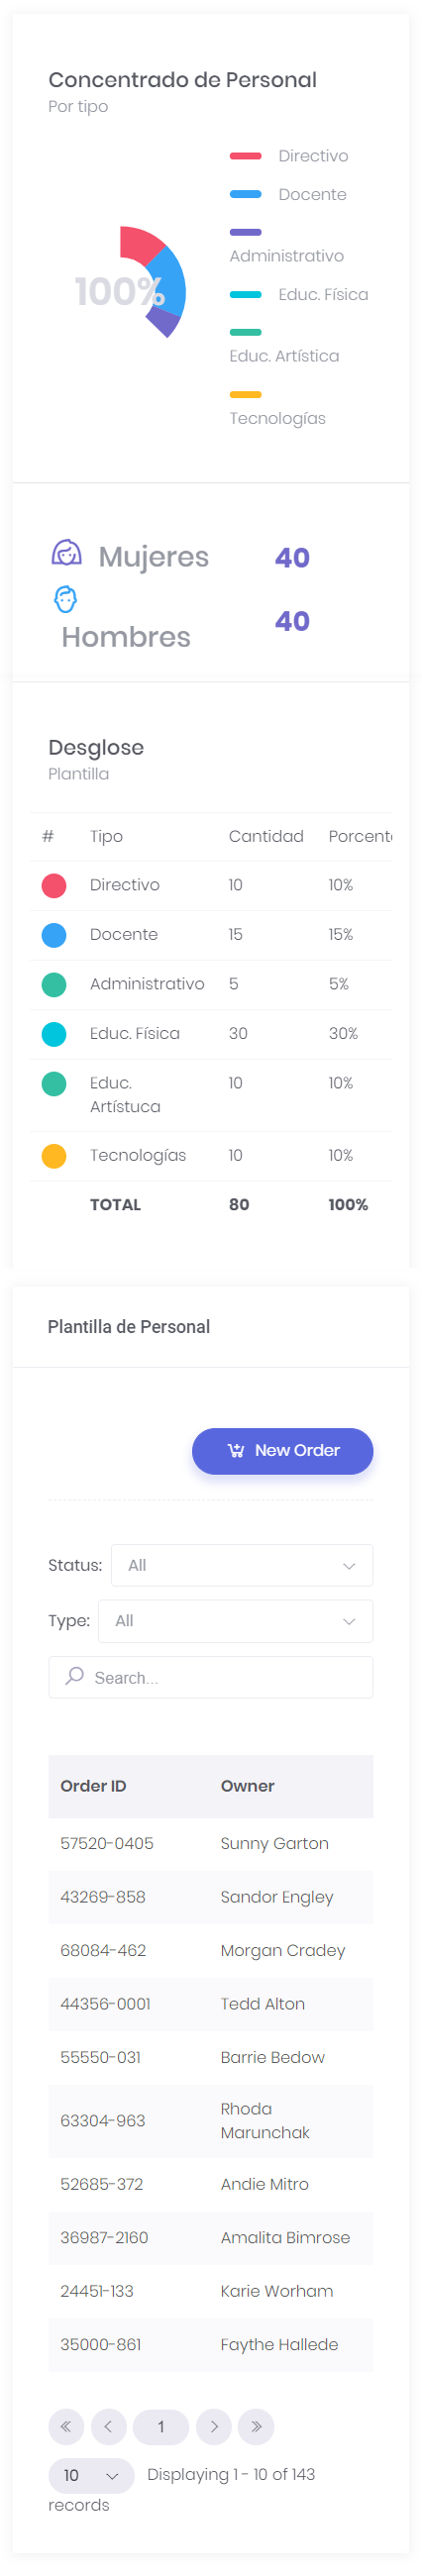 Concentrado de Personal
Por tipo
100%
Directivo
Docente
Administrativo
Educ. Física
Educ. Artística
Tecnologías
Mujeres 40
Hombres 40
Desglose
Plantilla
# Tipo Cantidad
Directivo 10 10%
Docente 15 15%
Administrativo 5 5%
Educ. Física 30 30%
Educ. 10 10%
Artístuca
Tecnologías 10 10%
TOTAL 80 100%
Plantilla de Personal
New Order
Status: All
Type: All
Search...
Order ID Owner
57520-0405 Sunny Garton
43269-858 Sandor Engley
68084-462 Morgan Cradey
44356-0001 Tedd Alton
55550-031 Barrie Bedow
63304-963 Rhoda
Marunchak
52685-372 Andie Mitro
36987-2160 Amalita Bimrose
24451-133 Karie Worham
35000-861 Faythe Hallede
1
10 Displaying 1 - 10 of 143
records